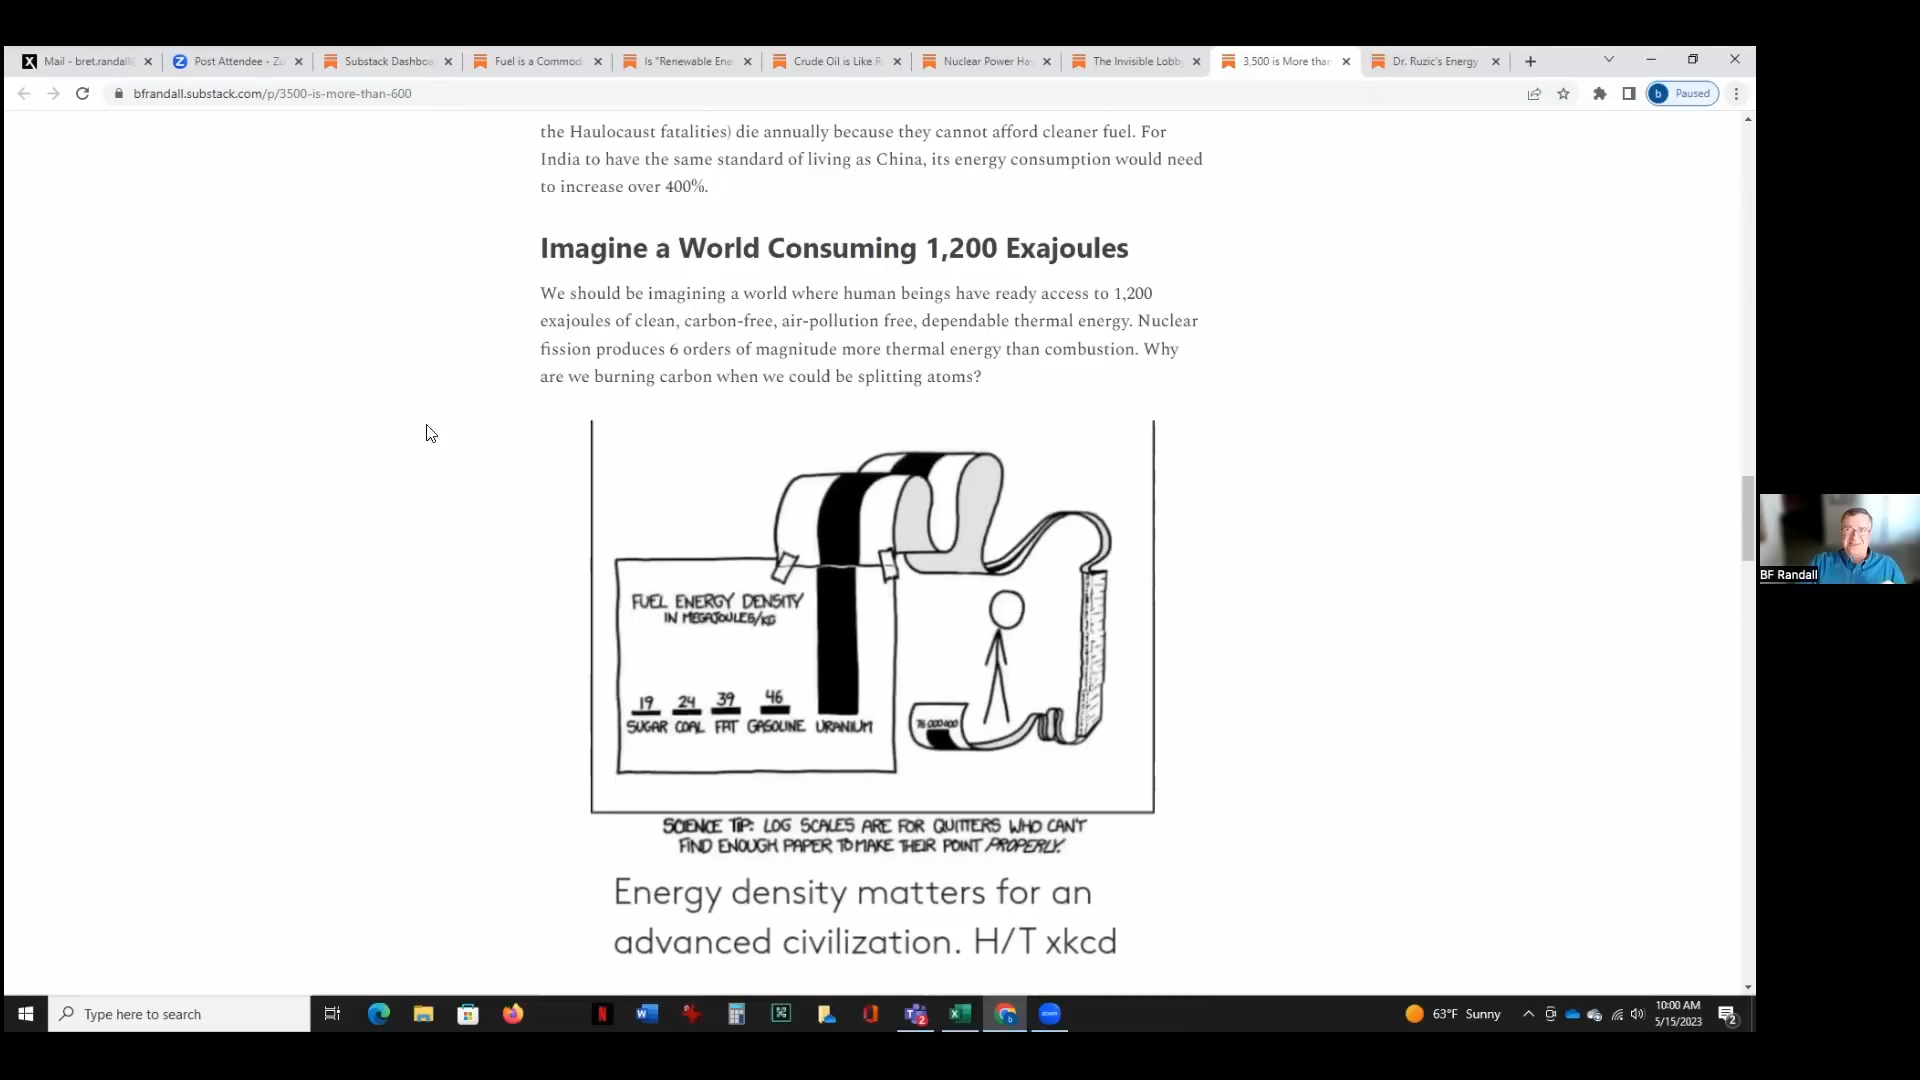 Mail - bret.randall@
Post Attendee - Zo
Substack Dashboa
Fuel is a Commod
Is "Renewable Ene
Crude Oil is Like R
Nuclear Power Ha
The Invisible Lobby
3,500 is More than
Dr. Ruzic's Energy
bfrandall.substack.com/p/3500-is-more-than-600
b
Paused
the Haulocaust fatalities) die annually because they cannot afford cleaner fuel. For
India to have the same standard of living as China, its energy consumption would need
to increase over 400%.
Imagine a World Consuming 1,200 Exajoules
We should be imagining a world where human beings have ready access to 1,200
exajoules of clean, carbon-free, air-pollution free, dependable thermal energy. Nuclear
fission produces 6 orders of magnitude more thermal energy than combustion. Why
are we burning carbon when we could be splitting atoms?
FUEL ENERGY DENSITY
IN MEGAJOULES/KG
19 24 39 46
SUGAR COAL FAT GASOLINE URANIUM
76 000 000
SCIENCE TIP: LOG SCALES ARE FOR QUITTERS WHO CAN'T
FIND ENOUGH PAPER TO MAKE THEIR POINT PROPERLY.
Energy density matters for an
advanced civilization. H/T xkcd
BF Randall
Type here to search
63°F Sunny
10:00 AM
5/15/2023
2